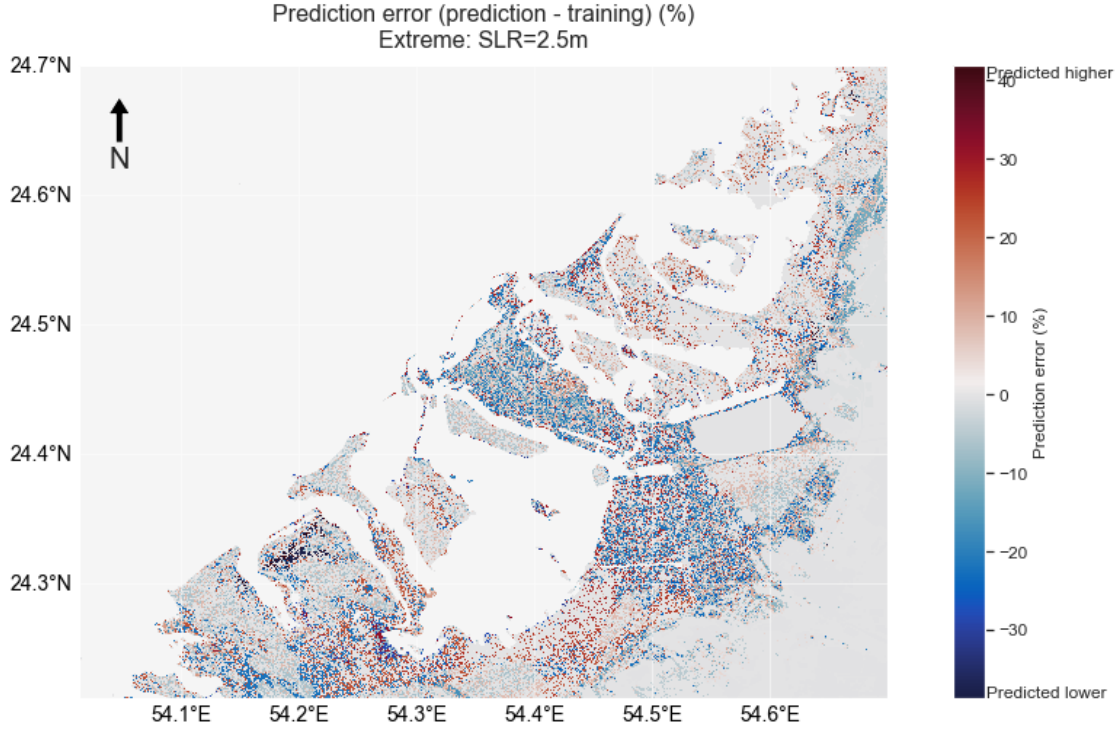 Prediction error (prediction - training) (%)
Extreme: SLR=2.5m
24.7°N
24.6°N
24.5°N
24.4°N
24.3°N
N
54.1°E
54.2°E
54.3°E
54.4°E
54.5°E
54.6°E
Predicted higher
40
30
20
10
0
−10
−20
−30
Predicted lower
Prediction error (%)